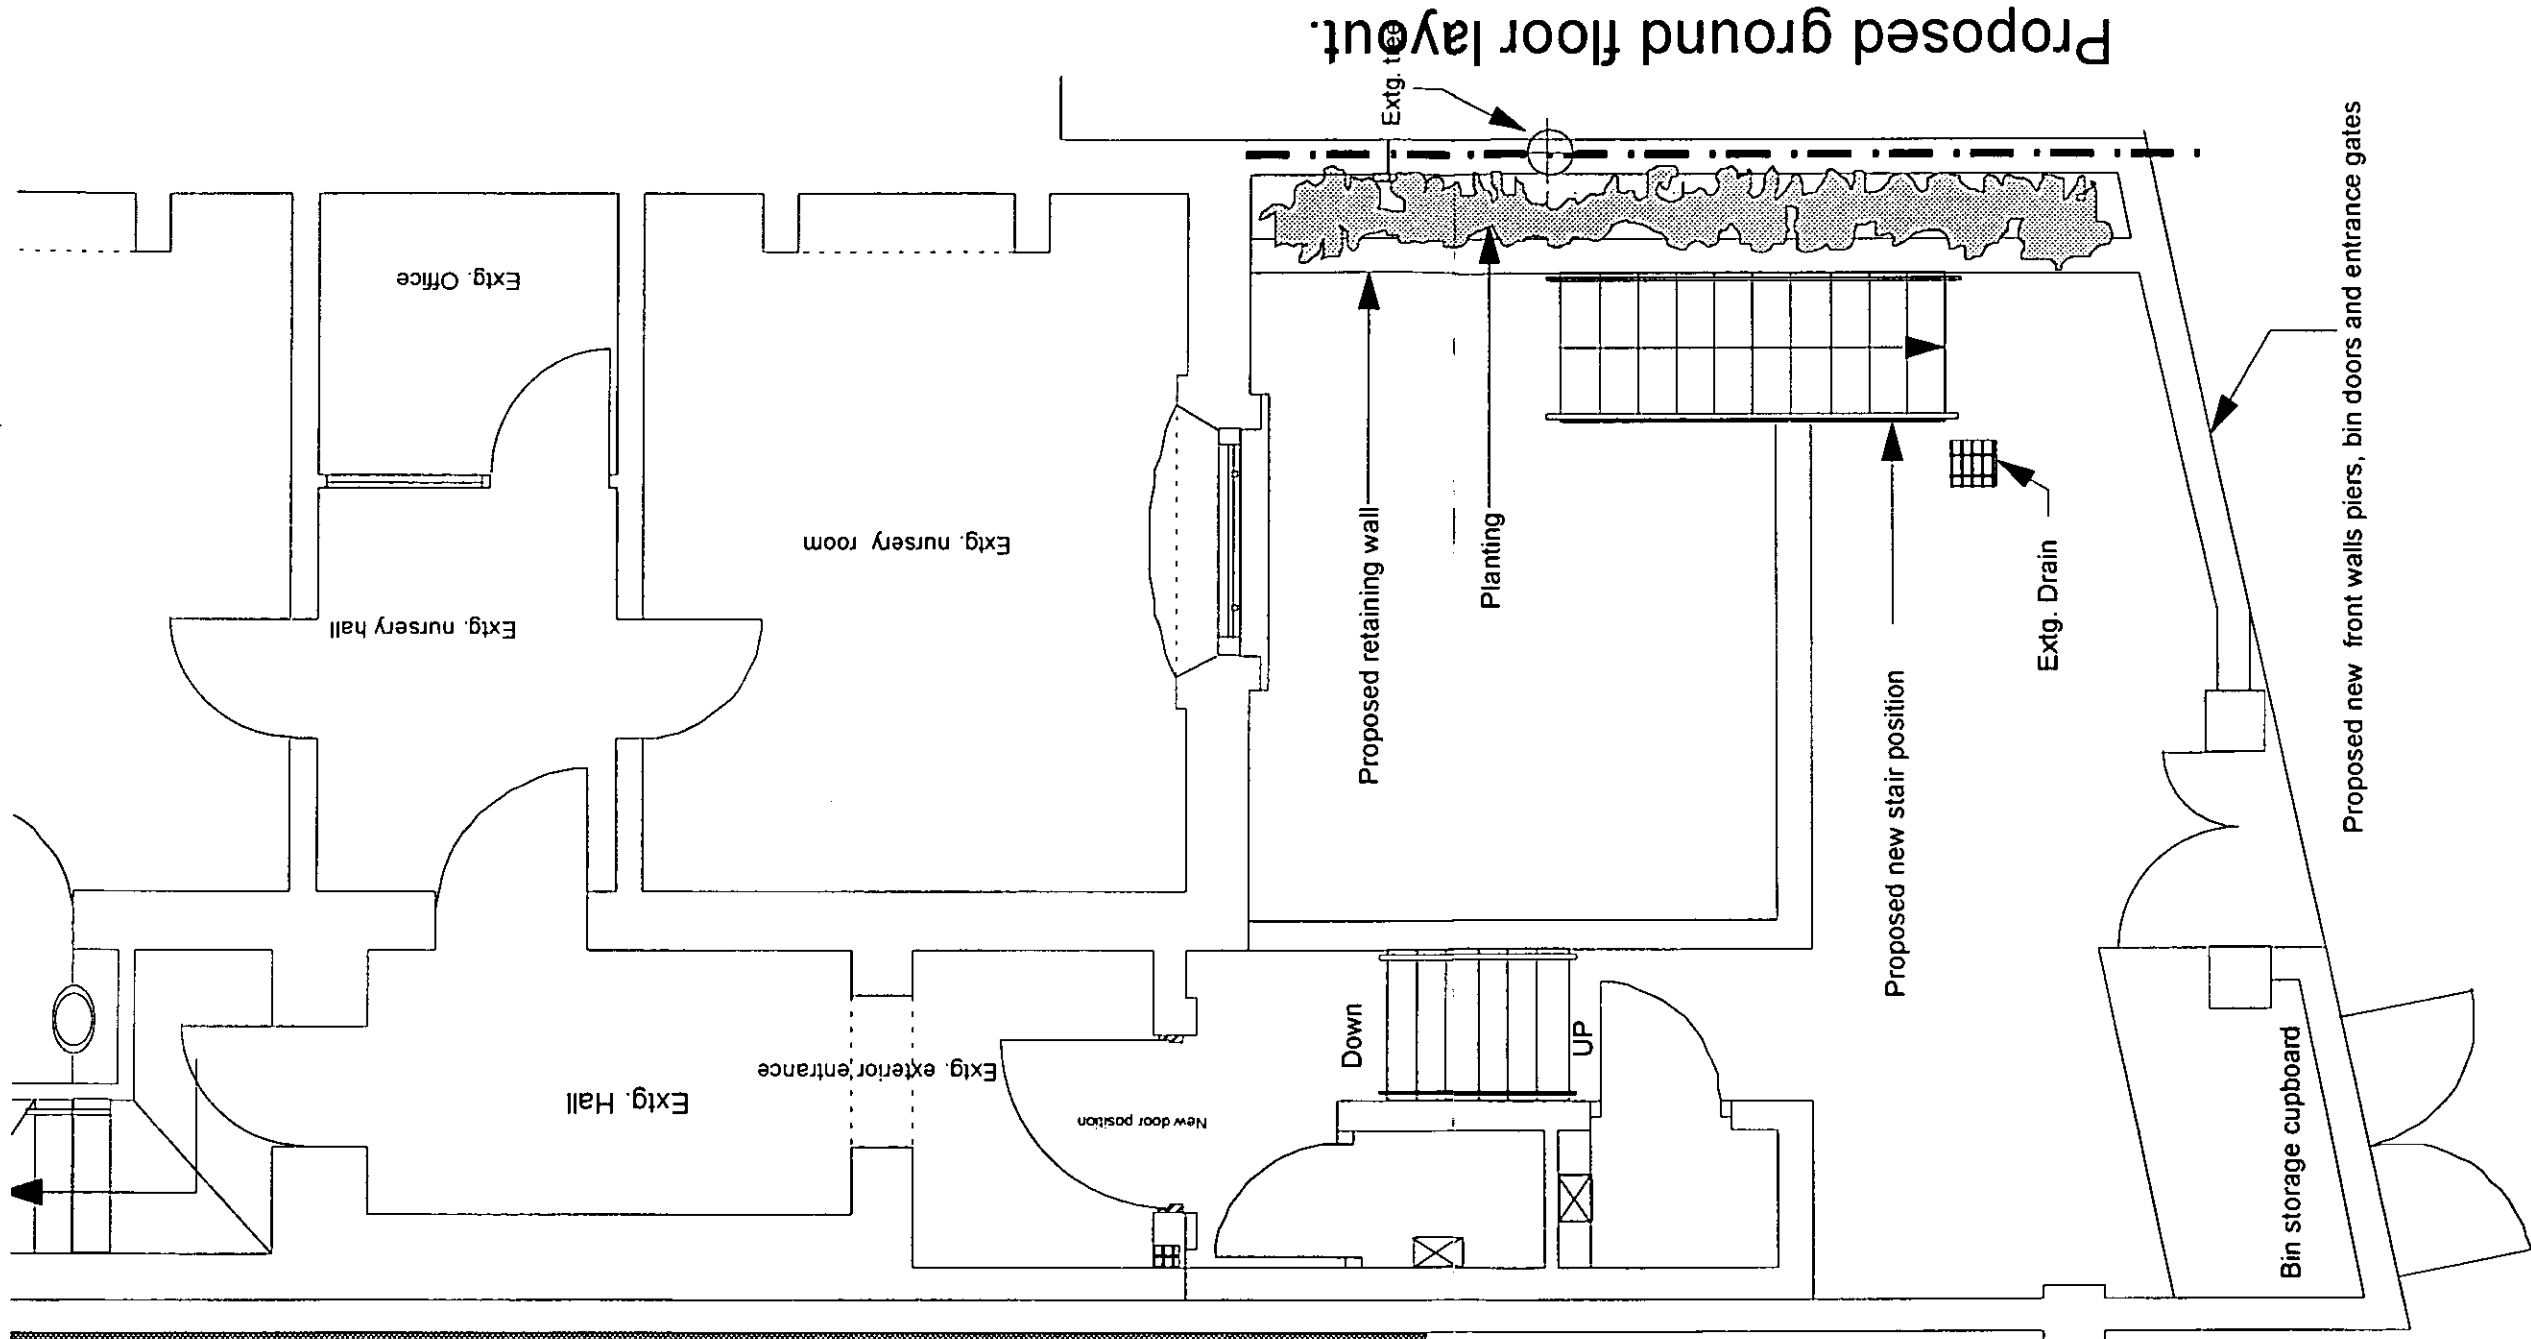 Proposed ground floor layout.
Extg. tree
Extg. Office
Extg. nursery room
Extg. nursery hall
Proposed retaining wall
Planting
Proposed new stair position
Extg. Drain
Proposed new front walls piers, bin doors and entrance gates
Extg. Hall
Extg. exterior entrance
New door position
Down
UP
Bin storage cupboard